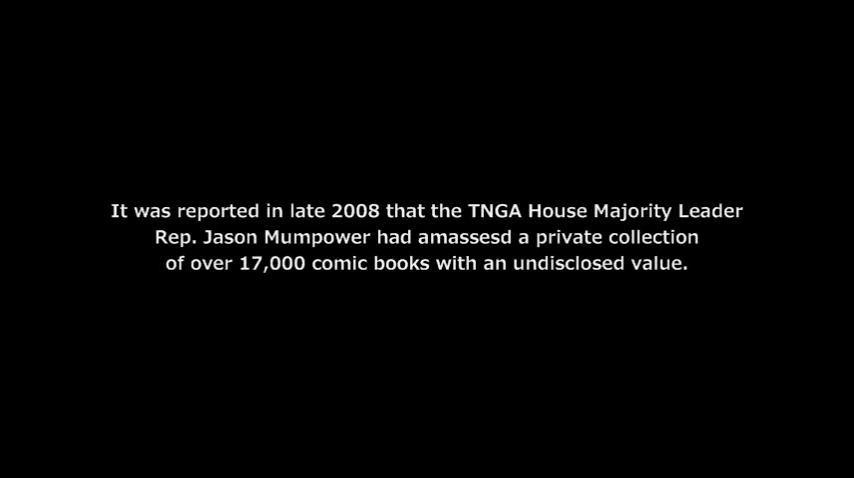 It was reported in late 2008 that the TNGA House Majority Leader
Rep. Jason Mumpower had amassesd a private collection
of over 17,000 comic books with an undisclosed value.